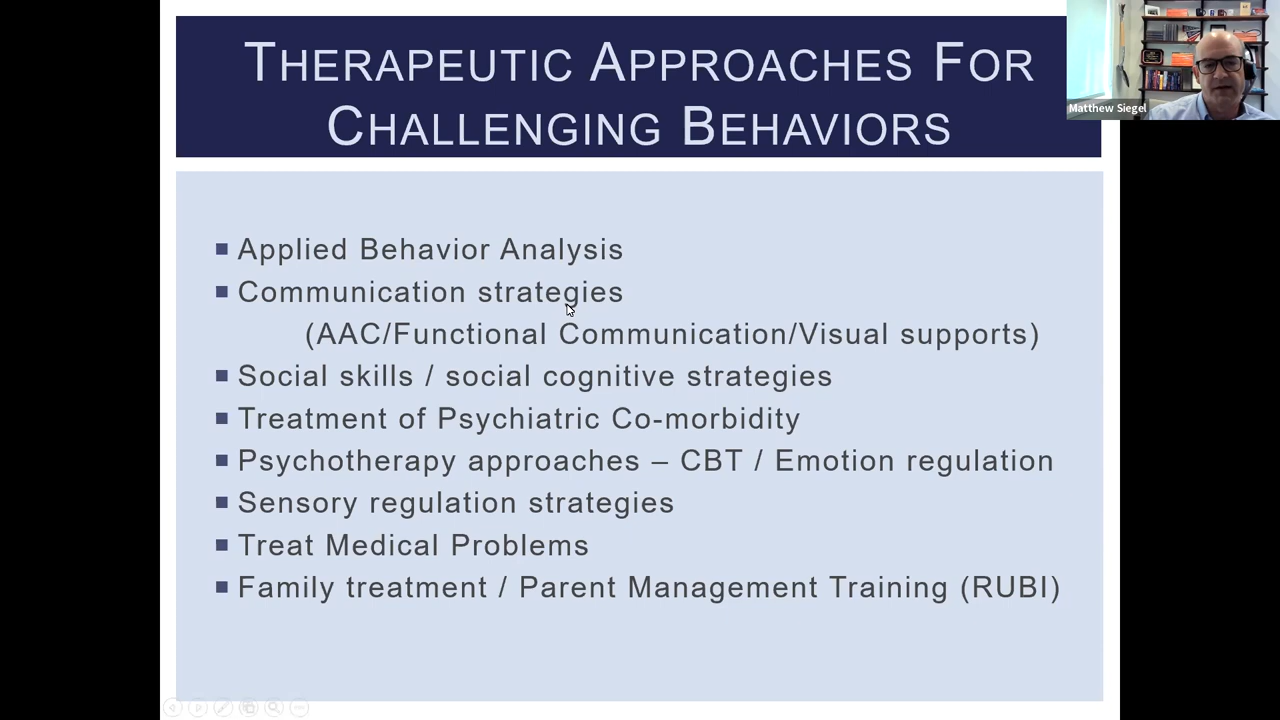 THERAPEUTIC APPROACHES FOR
CHALLENGING BEHAVIORS
Matthew Siegel
Applied Behavior Analysis
Communication strategies
(AAC/Functional Communication/Visual supports)
Social skills / social cognitive strategies
Treatment of Psychiatric Co-morbidity
Psychotherapy approaches – CBT / Emotion regulation
Sensory regulation strategies
Treat Medical Problems
Family treatment / Parent Management Training (RUBI)